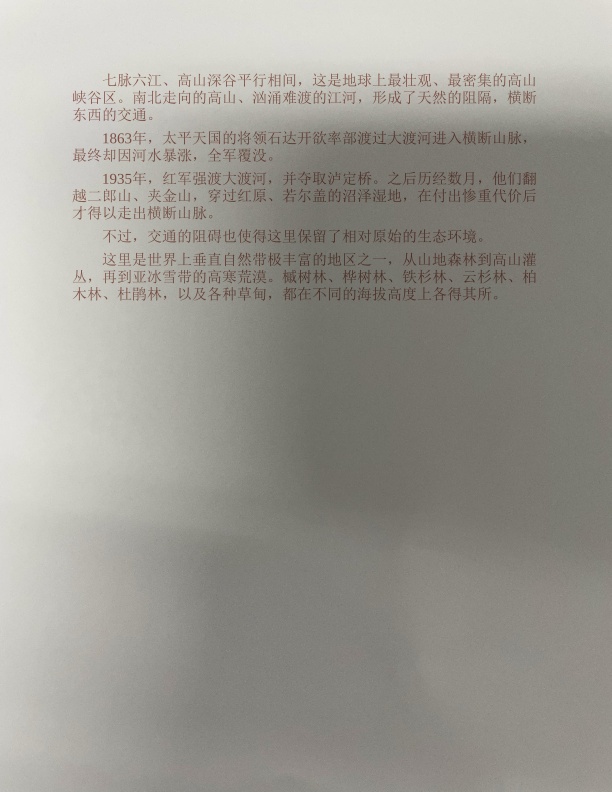 七脉六江、高山深谷平行相间，这是地球上最壮观、最密集的高山
峡谷区。南北走向的高山、汹涌难渡的江河，形成了天然的阻隔，横断
东西的交通。
1863年，太平天国的将领石达开欲率部渡过大渡河进入横断山脉，
最终却因河水暴涨，全军覆没。
1935年，红军强渡大渡河，并夺取泸定桥。之后历经数月，他们翻
越二郎山、夹金山，穿过红原、若尔盖的沼泽湿地，在付出惨重代价后
才得以走出横断山脉。
不过，交通的阻碍也使得这里保留了相对原始的生态环境。
这里是世界上垂直自然带极丰富的地区之一，从山地森林到高山灌
丛，再到亚冰雪带的高寒荒漠。槭树林、桦树林、铁杉林、云杉林、柏
木林、杜鹃林，以及各种草甸，都在不同的海拔高度上各得其所。